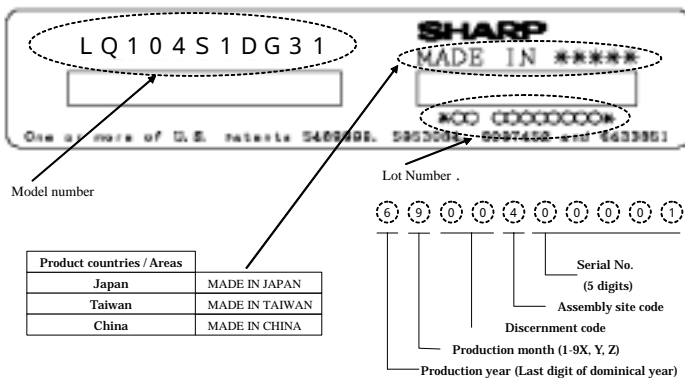 SHARP
LQ104S1DG31
MADE IN *****
*OO OOOOOOOO*
One or more of U.S. patents 5469998, and 6433851
Model number
Lot Number .
6 9 0 0 4 0 0 0 0 1
Product countries / Areas
Japan MADE IN JAPAN
Taiwan MADE IN TAIWAN
China MADE IN CHINA
Serial No.
(5 digits)
Assembly site code
Discernment code
Production month (1-9X, Y, Z)
Production year (Last digit of dominical year)